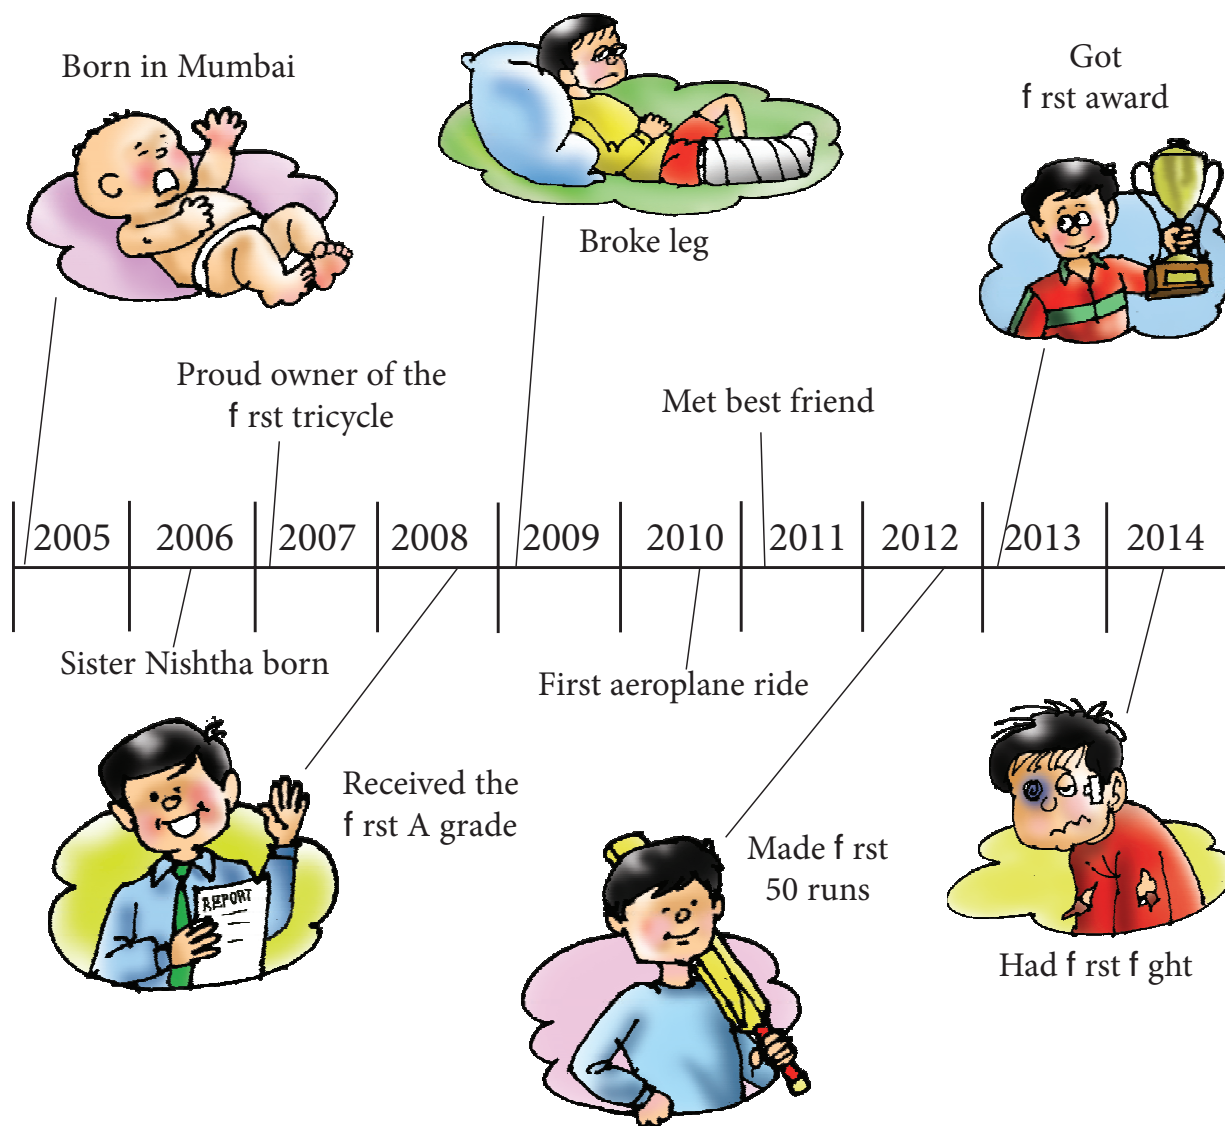 Born in Mumbai
Broke leg
Got
f rst award
Proud owner of the
f rst tricycle
Met best friend
2005
2006
2007
2008
2009
2010
2011
2012
2013
2014
Sister Nishtha born
First aeroplane ride
Received the
f rst A grade
REPORT
Made f rst
50 runs
Had f rst f ght